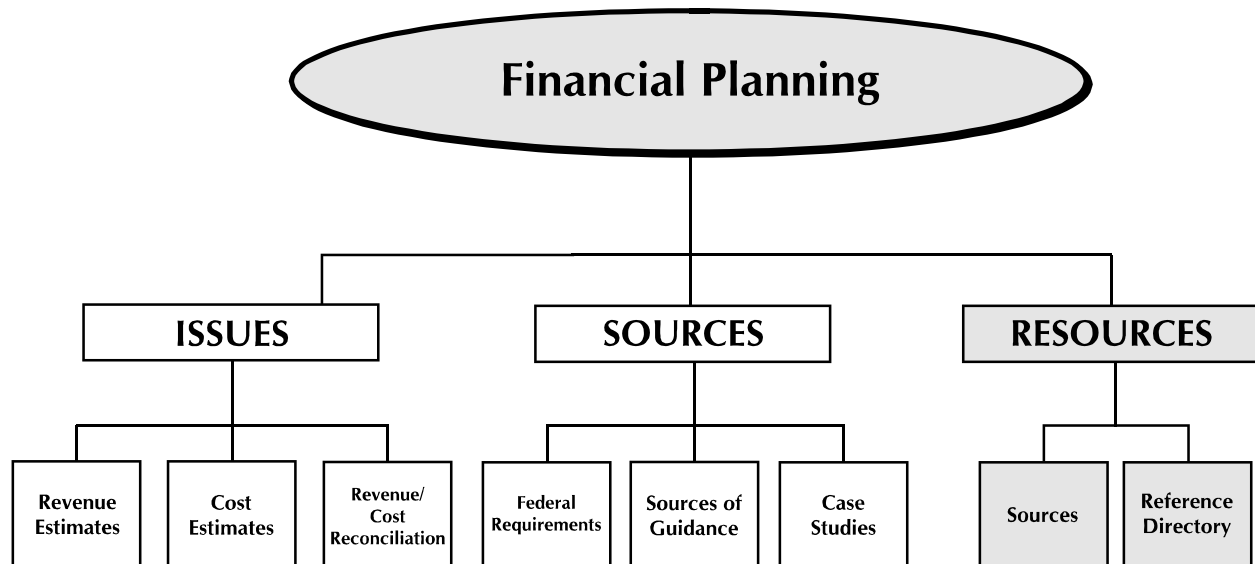 Financial Planning
ISSUES
SOURCES
RESOURCES
Revenue
Estimates
Cost
Estimates
Revenue/
Cost
Reconciliation
Federal
Requirements
Sources of
Guidance
Case
Studies
Sources
Reference
Directory